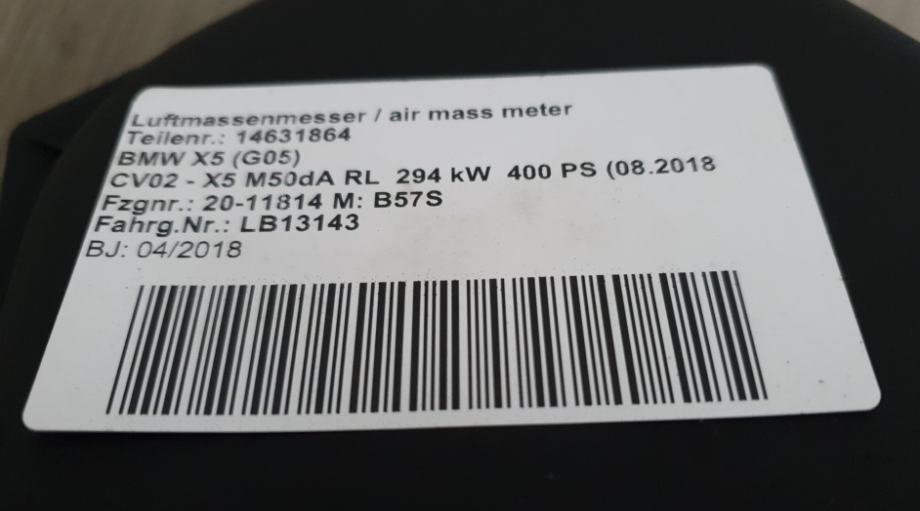 Luftmassenmesser / air mass meter
Teilenr.: 14631864
BMW X5 (G05)
CV02 - X5 M50dA RL 294 kW 400 PS (08.2018
Fzgnr.: 20-11814 M: B57S
Fahrg.Nr.: LB13143
BJ: 04/2018